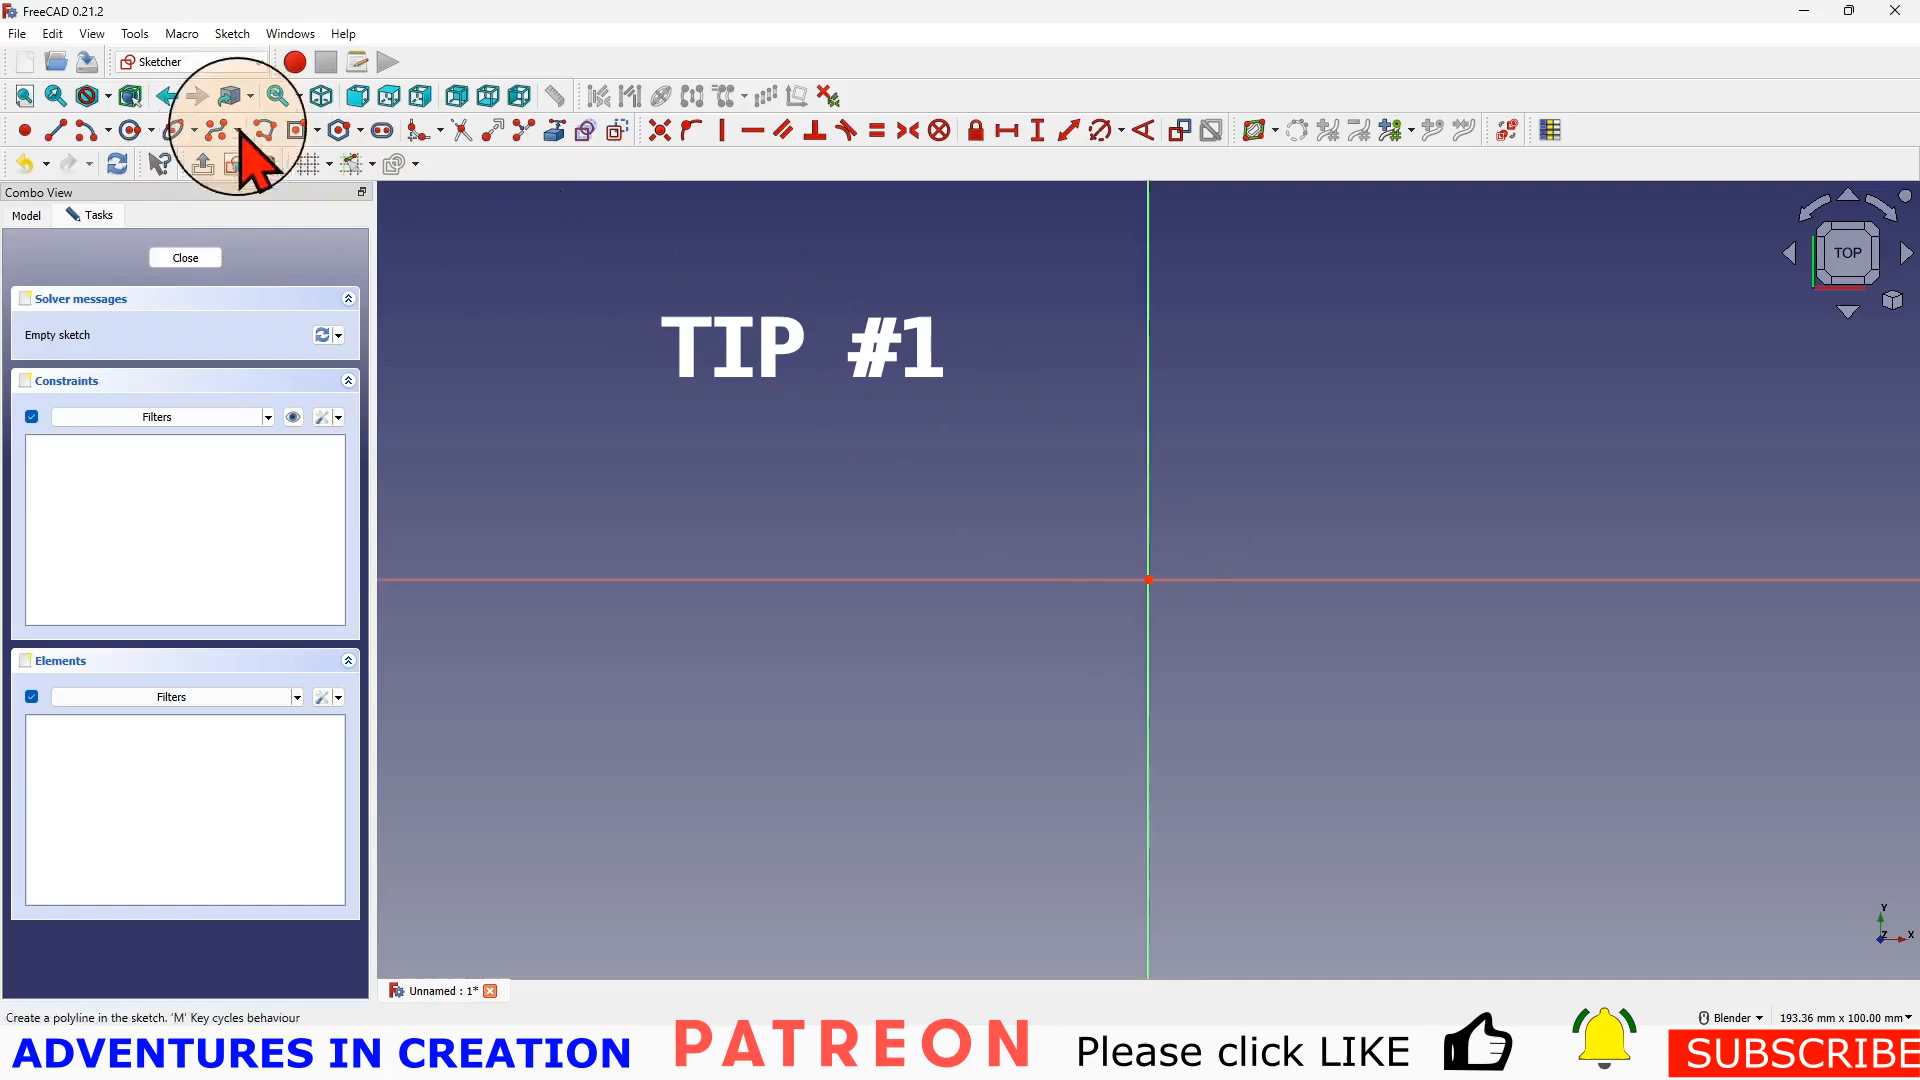 FreeCAD 0.21.2
File Edit View Tools Macro Sketch Windows Help
Sketcher
Combo View
Model Tasks
Close
Solver messages
Empty sketch
Constraints
Filters
Elements
Filters
TIP #1
TOP
Y
Z X
Unnamed : 1*
Create a polyline in the sketch. 'M' Key cycles behaviour
Blender 193.36 mm x 100.00 mm
ADVENTURES IN CREATION PATREON Please click LIKE SUBSCRIBE